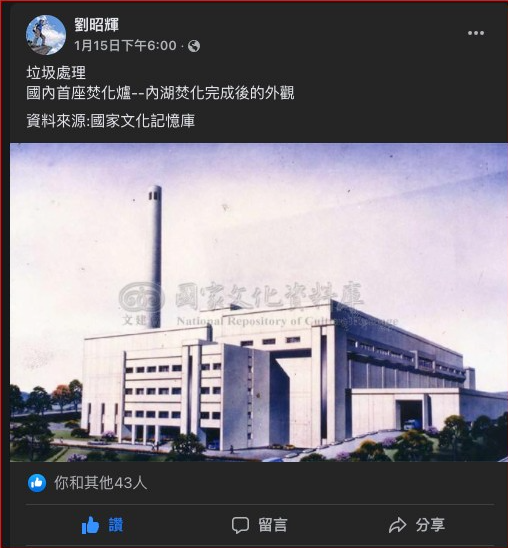 劉昭輝
1月15日下午6:00 ·
垃圾處理
國內首座焚化爐--內湖焚化完成後的外觀
資料來源:國家文化記憶庫
文建會
國家文化資料庫
National Repository of Cultural Heritage
你和其他43人
讚
留言
分享